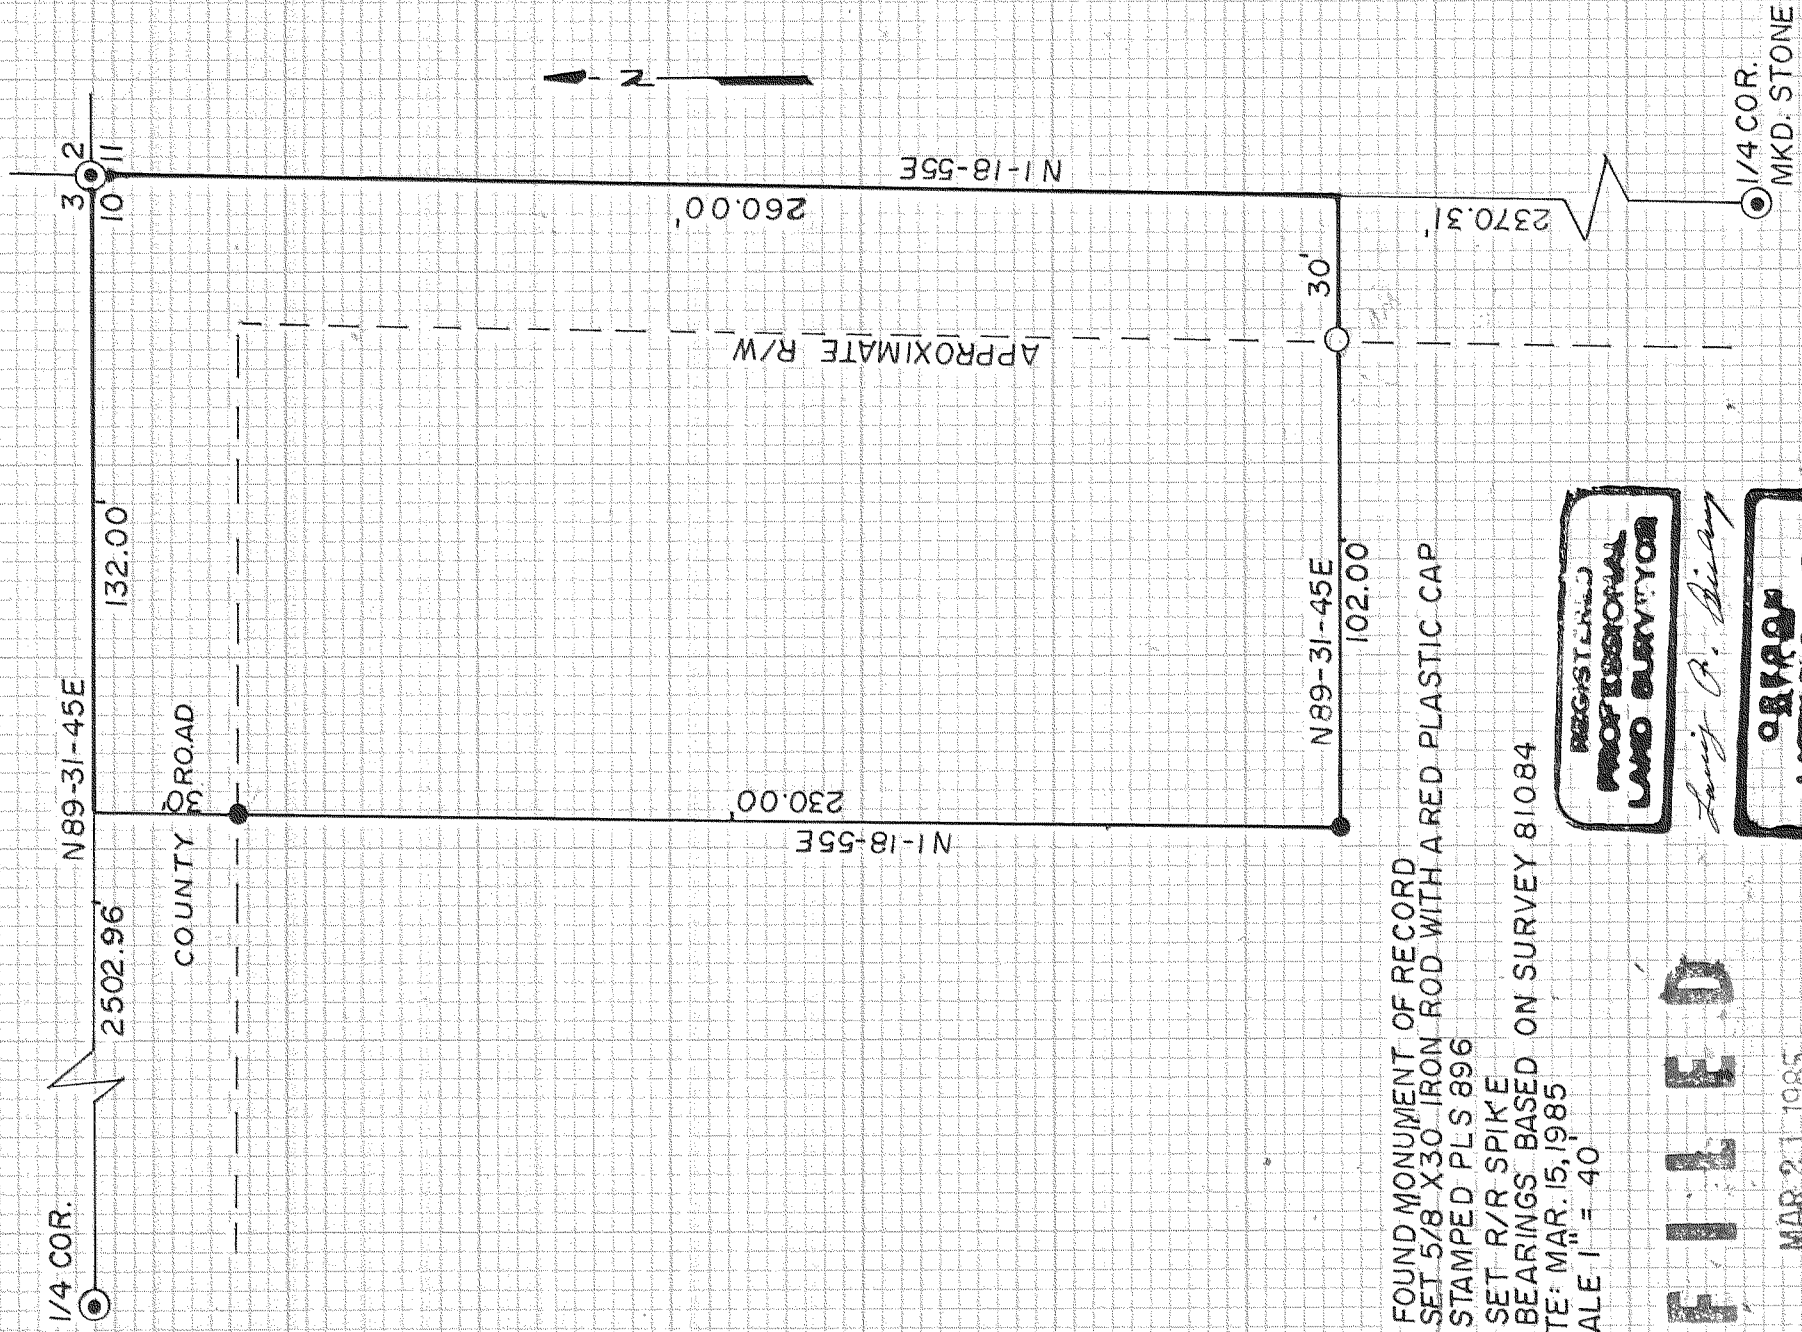 1/4 COR.
2502.96'
N89-31-45E
132.00'
3
2
10
11
COUNTY ROAD
30'
N
N1-18-55E
260.00'
APPROXIMATE R/W
230.00'
N1-18-55E
30'
N89-31-45E
102.00'
2370.31'
1/4 COR.
MKD. STONE
FOUND MONUMENT OF RECORD
SET 5/8 X 30 IRON ROD WITH A RED PLASTIC CAP
STAMPED PLS 896
SET R/R SPIKE
BEARINGS BASED ON SURVEY 81084
TE: MAR. 15, 1985
ALE 1" = 40'
REGISTERED
PROFESSIONAL
LAND SURVEYOR
OREGON
FILED
MAR 21 1985